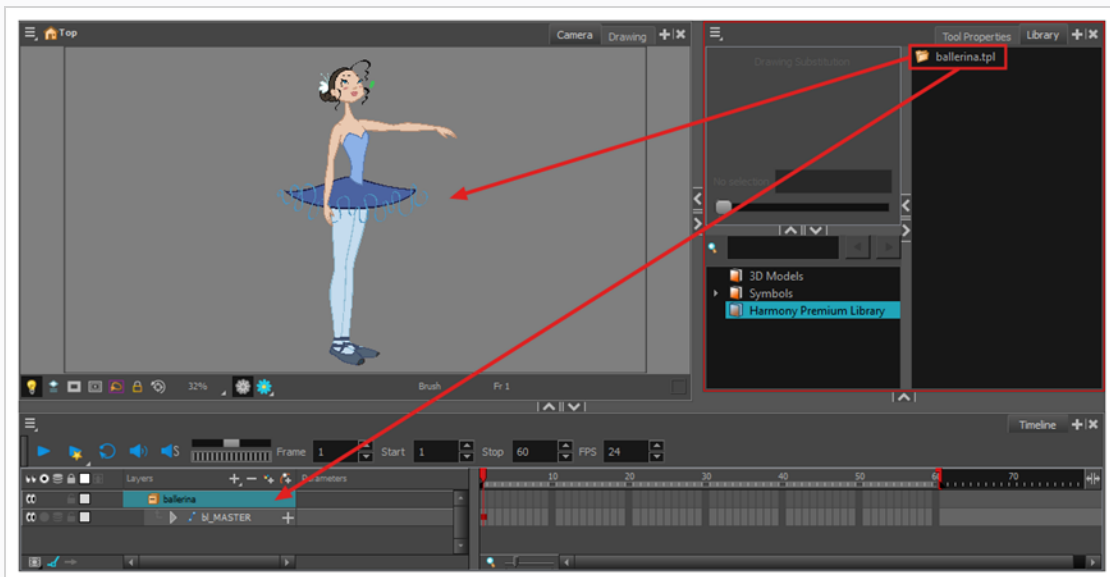 Top
Camera Drawing
Tool Properties Library
Drawing Substitution
ballerina.tpl
No selection
3D Models
Symbols
Harmony Premium Library
32%
Brush
Fr 1
Timeline
Frame 1 Start 1 Stop 60 FPS 24
Layers
Parameters
10 20 30 40 50 60 70
ballerina
bl_MASTER